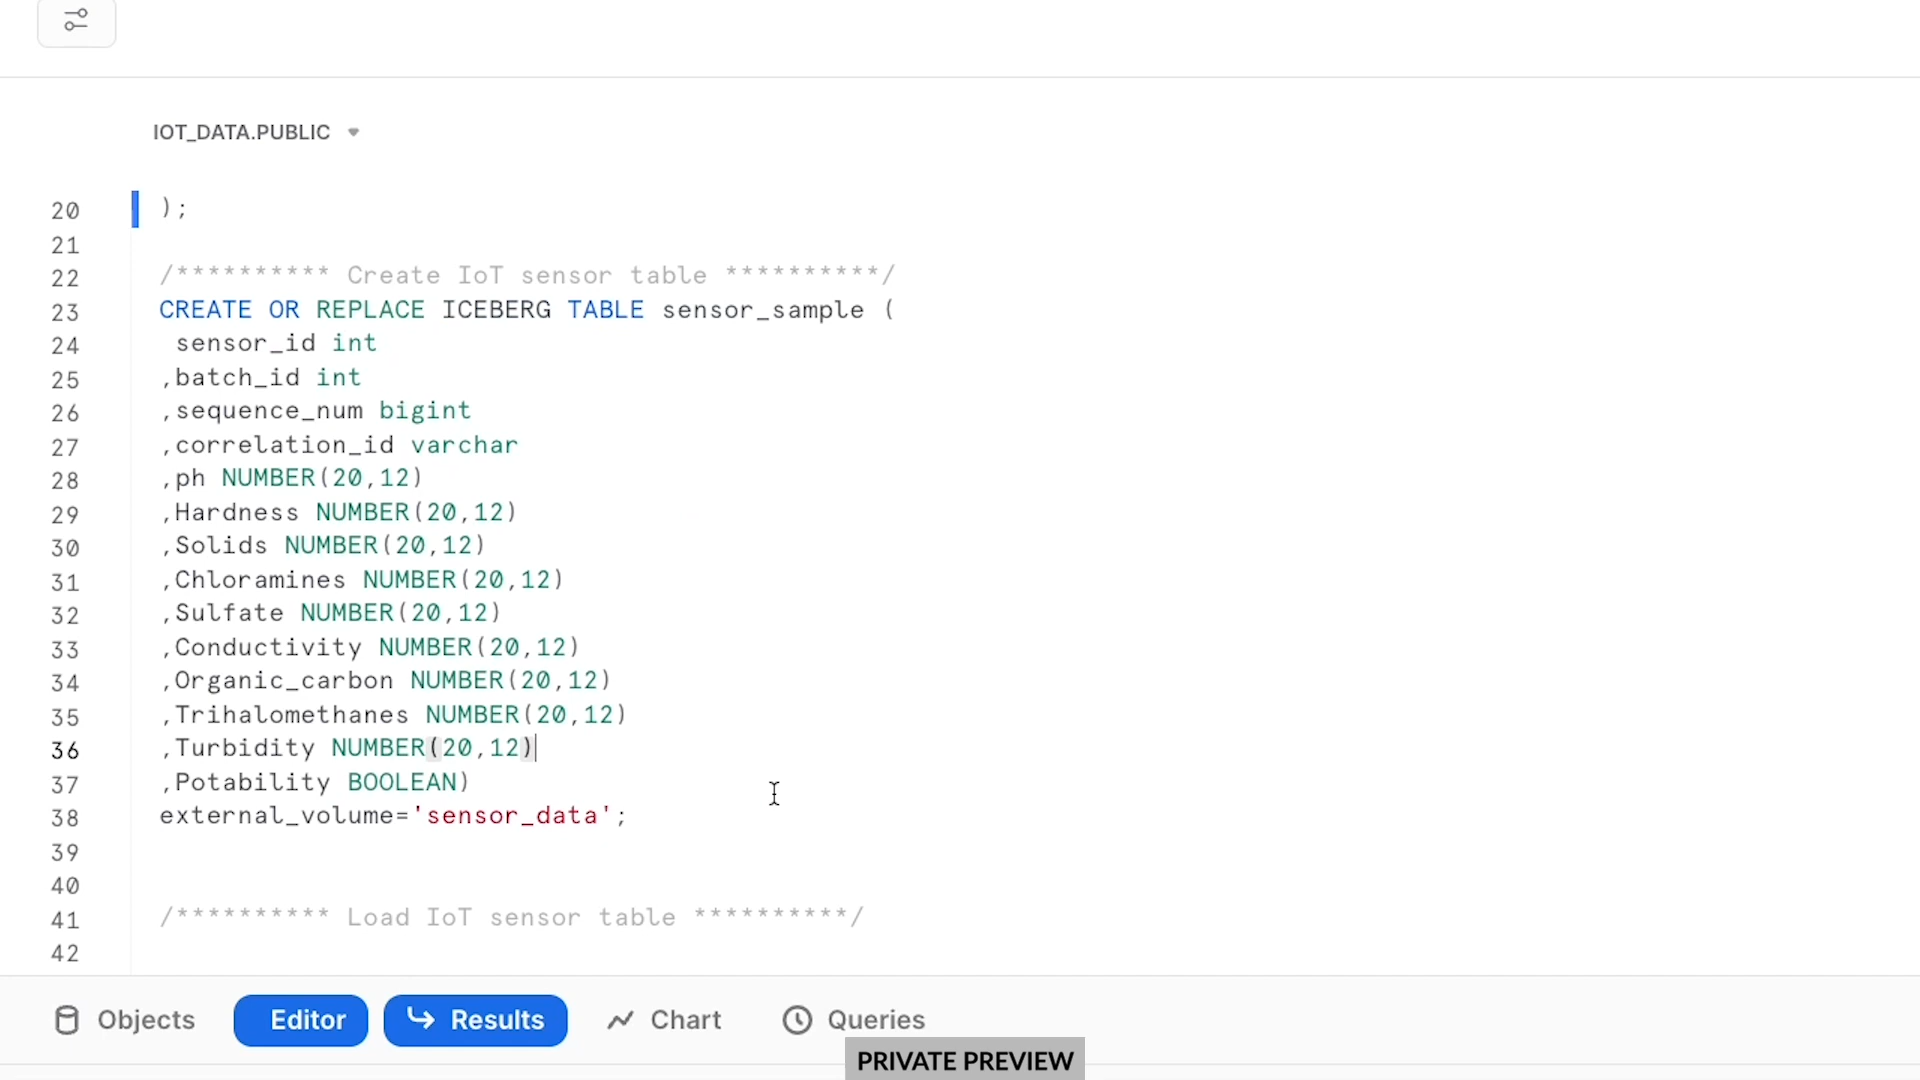 IOT_DATA.PUBLIC
20 );
21
22 /********** Create IoT sensor table **********/
23 CREATE OR REPLACE ICEBERG TABLE sensor_sample (
24 sensor_id int
25 ,batch_id int
26 ,sequence_num bigint
27 ,correlation_id varchar
28 ,ph NUMBER(20,12)
29 ,Hardness NUMBER(20,12)
30 ,Solids NUMBER(20,12)
31 ,Chloramines NUMBER(20,12)
32 ,Sulfate NUMBER(20,12)
33 ,Conductivity NUMBER(20,12)
34 ,Organic_carbon NUMBER(20,12)
35 ,Trihalomethanes NUMBER(20,12)
36 ,Turbidity NUMBER(20,12)
37 ,Potability BOOLEAN)
38 external_volume='sensor_data';
39
40
41 /********** Load IoT sensor table **********/
42
Objects Editor Results Chart Queries
PRIVATE PREVIEW